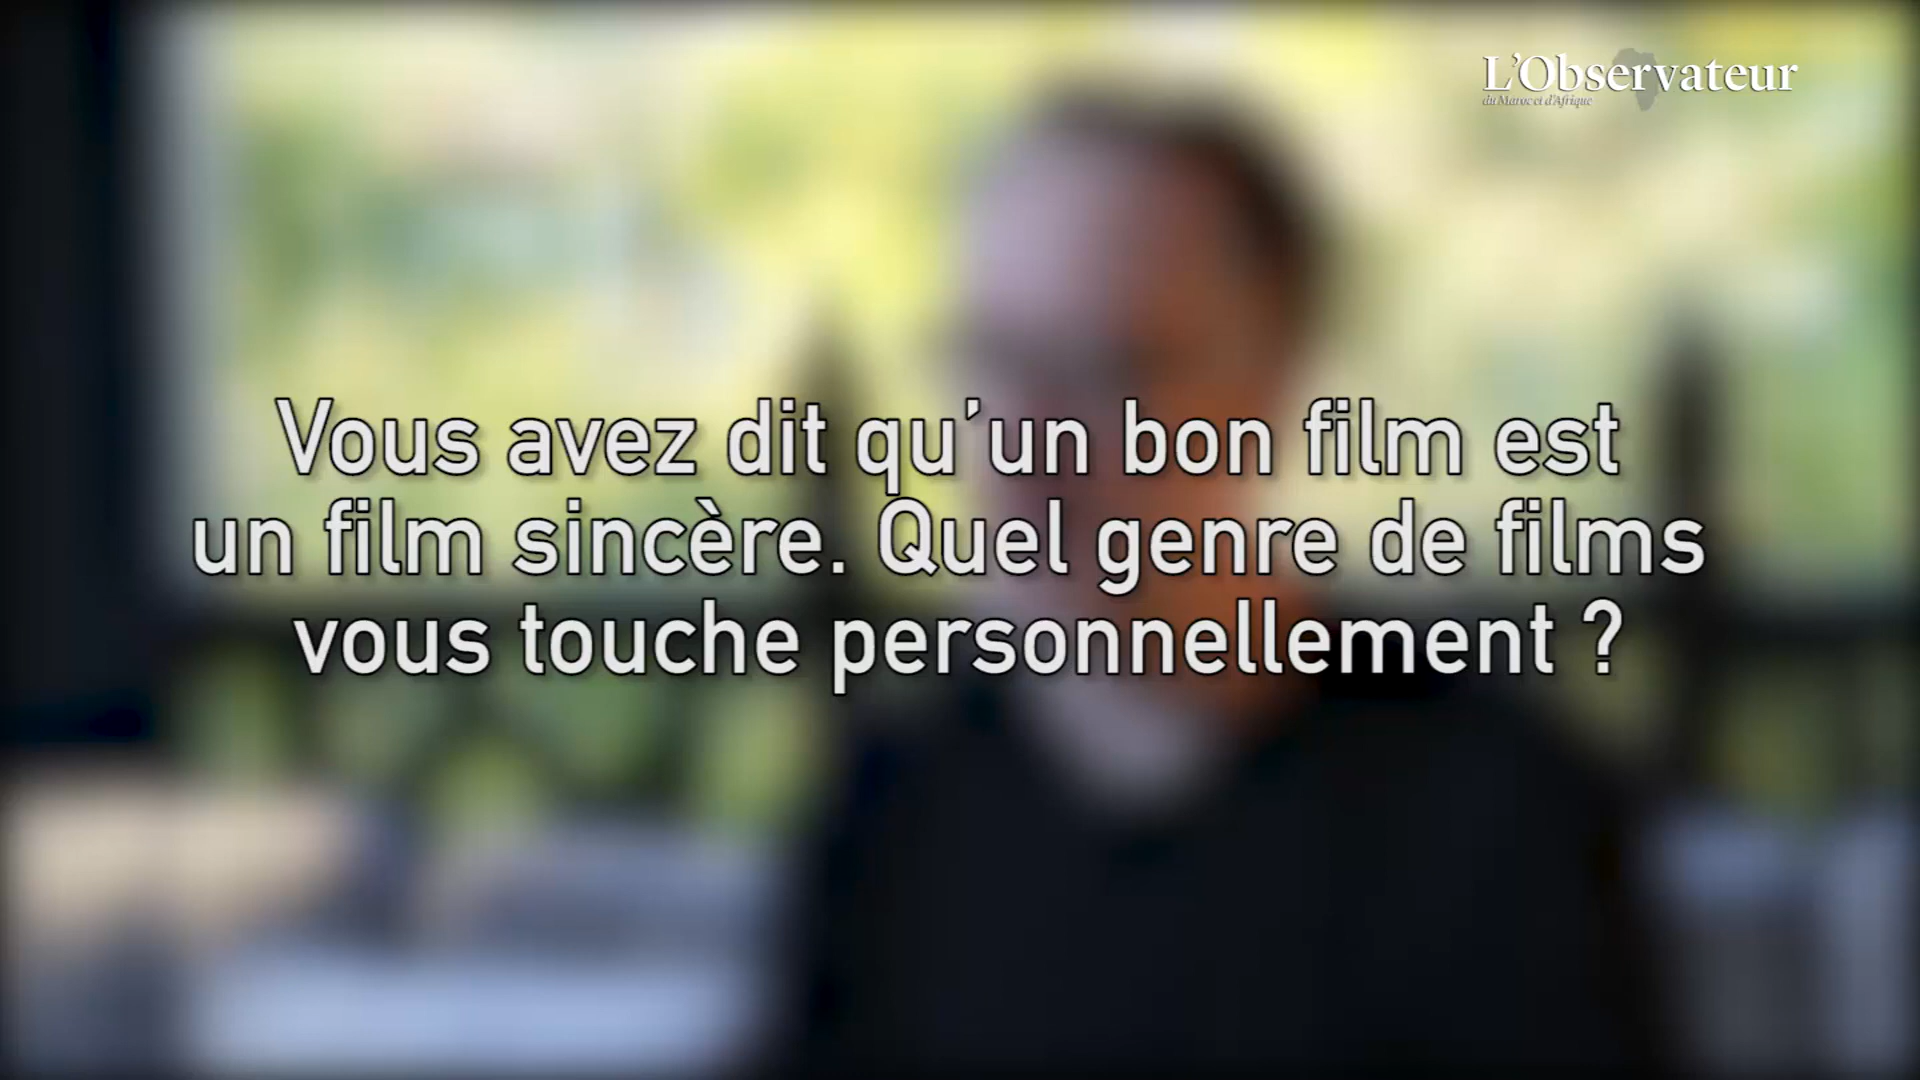 L'Observateur
du Maroc et d'Afrique
Vous avez dit qu'un bon film est
un film sincère. Quel genre de films
vous touche personnellement ?